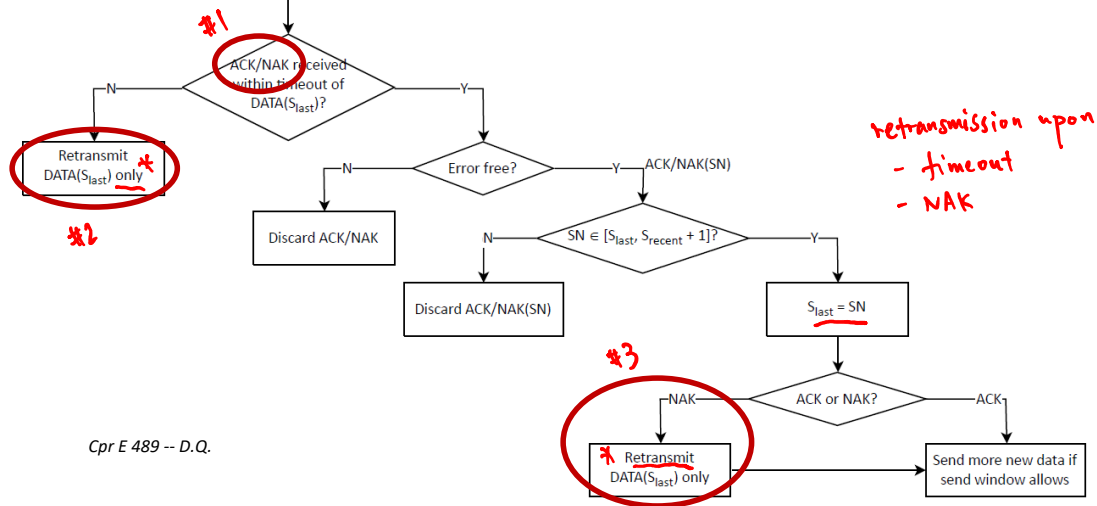 #1
ACK/NAK received
within timeout of
DATA(Slast)?
N
Y
Retransmit
DATA(Slast) only *
#2
Error free?
N
Y
ACK/NAK(SN)
retransmission upon
- timeout
- NAK
Discard ACK/NAK
SN ∈ [Slast, Srecent + 1]?
N
Y
Discard ACK/NAK(SN)
Slast = SN
#3
ACK or NAK?
NAK
ACK
* Retransmit
DATA(Slast) only
Send more new data if
send window allows
Cpr E 489 -- D.Q.